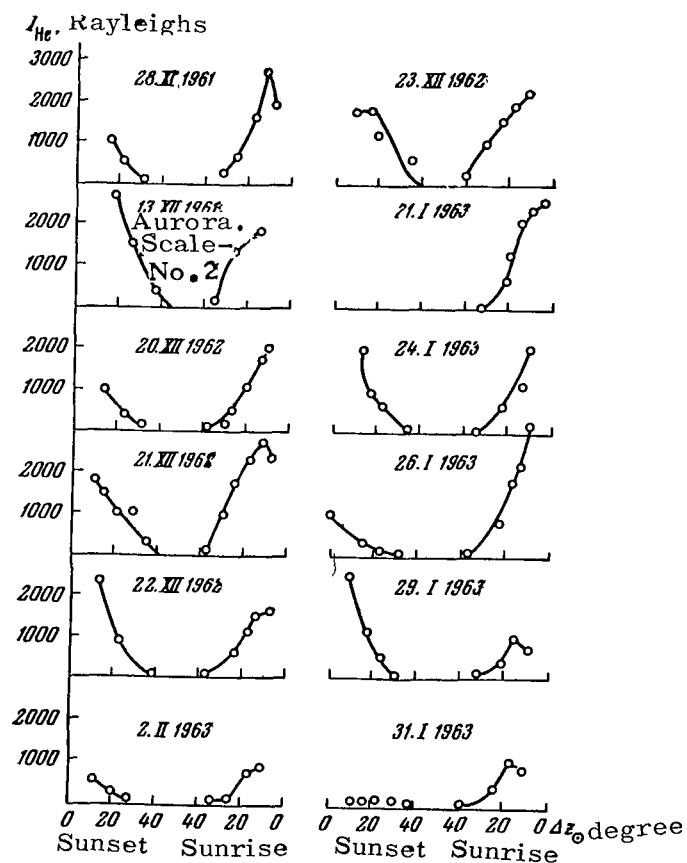 I_He, Rayleighs
3000
2000
1000
28. XI. 1961
23. XII 1962
2000
1000
13 XII 196
Aurora.
Scale—
No. 2
21. I 1963
2000
1000
20. XII 1962
24. I 1963
2000
1000
21. XII 1962
26. I 1963
2000
1000
22. XII 1962
29. I 1963
2000
1000
2. II 1963
31. I 1963
0 20 40 40 20 0
0 20 40 40 20 0 Δz⊙ degree
Sunset Sunrise Sunset Sunrise